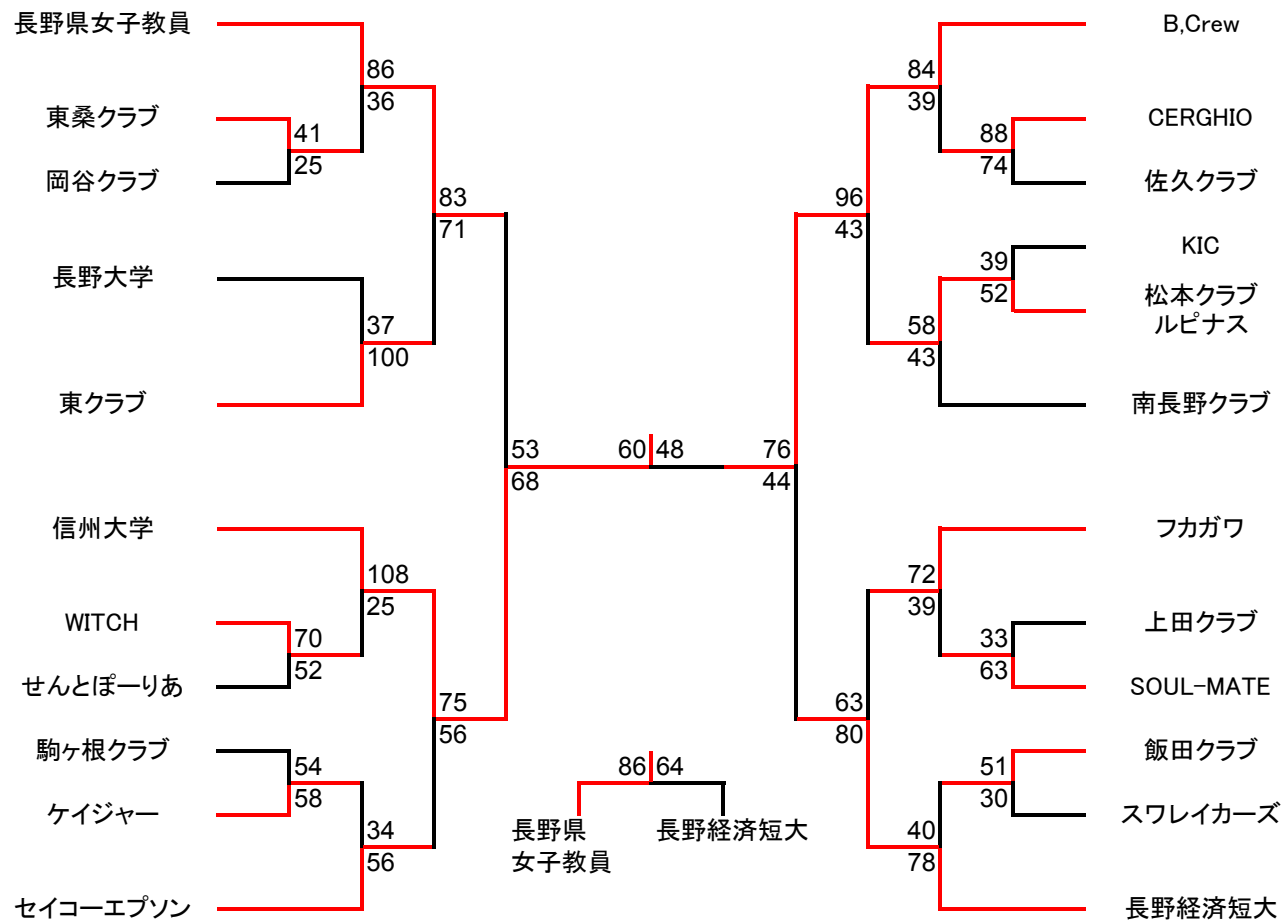 長野県女子教員
86
36
東桑クラブ
41
25
岡谷クラブ
83
71
長野大学
37
100
東クラブ
53
68
信州大学
108
25
WITCH
70
52
せんとぽーりあ
75
56
駒ヶ根クラブ
54
58
ケイジャー
34
56
セイコーエプソン
60 48
86 64
長野県
女子教員
長野経済短大
B,Crew
84
39
CERGHIO
88
74
佐久クラブ
96
43
KIC
39
52
松本クラブ
ルピナス
58
43
南長野クラブ
76
44
フカガワ
72
39
上田クラブ
33
63
SOUL-MATE
63
80
飯田クラブ
51
30
スワレイカーズ
40
78
長野経済短大